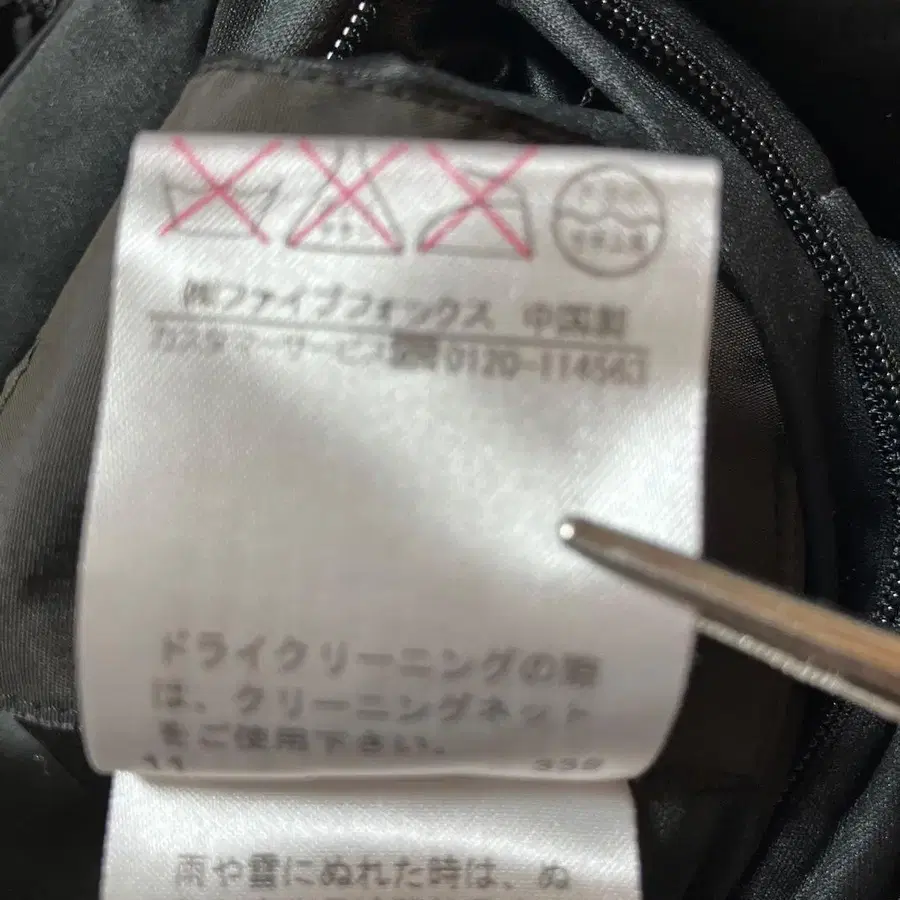 ㈱ファイブフォックス 中国製
カスタマーサービス 0120-114563
ドライクリーニングの際
は、クリーニングネット
をご使用下さい。
11 332
雨や雪にぬれた時は、ぬ